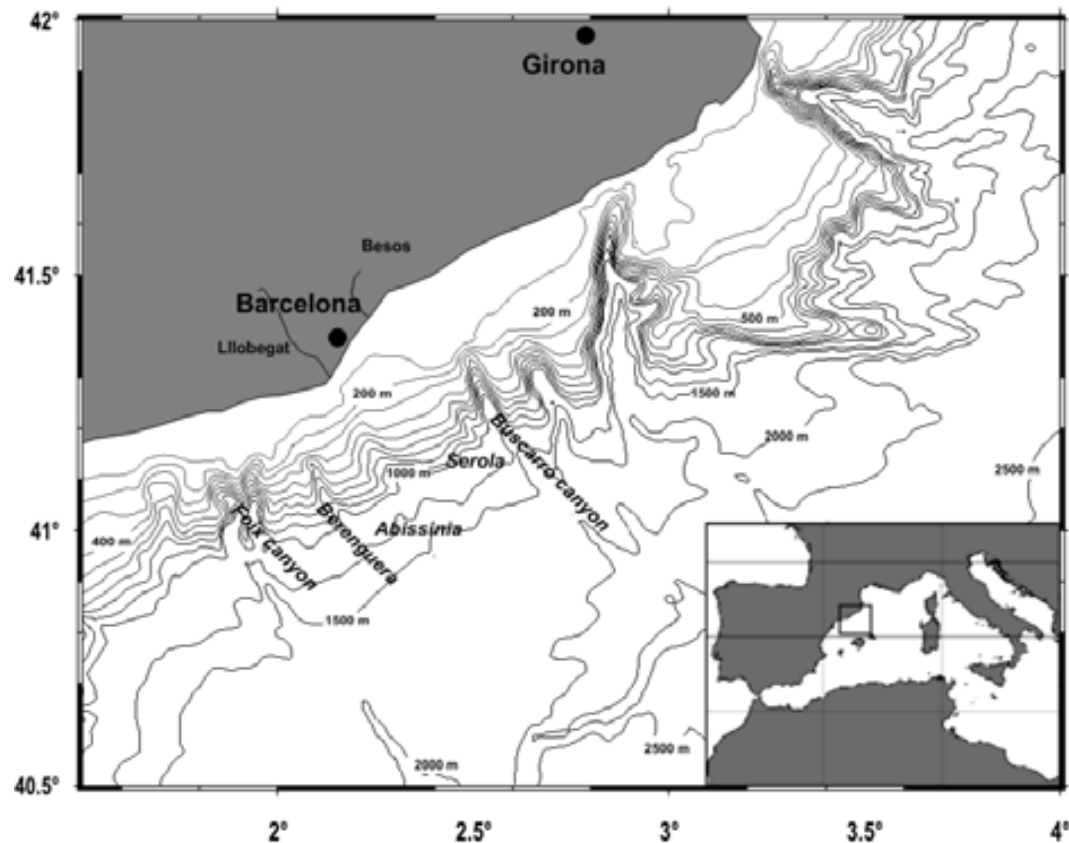 42°
Girona
Besos
41.5°
Barcelona
Lllobegat
200 m
500 m
200 m
1500 m
2000 m
Buscarro canyon
Serola
1000 m
2500 m
Foix canyon
Berenguera
Abissinia
41°
400 m
1500 m
2000 m
2500 m
40.5°
2°
2.5°
3°
3.5°
4°